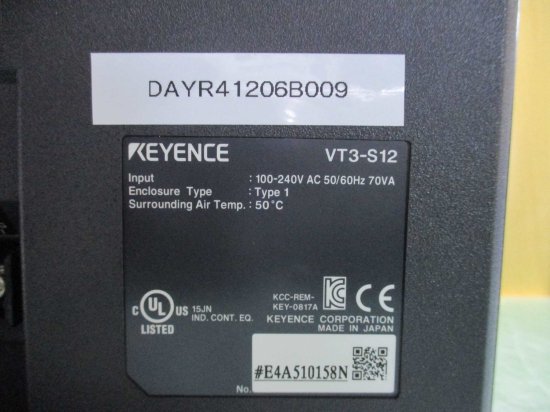 DAYR41206B009
KEYENCE VT3-S12
Input : 100-240V AC 50/60Hz 70VA
Enclosure Type : Type 1
Surrounding Air Temp. : 50°C
C UL US LISTED
15JN
IND. CONT. EQ.
KCC-REM-
KEY-0817A
CE
KEYENCE CORPORATION
MADE IN JAPAN
No. #E4A510158N